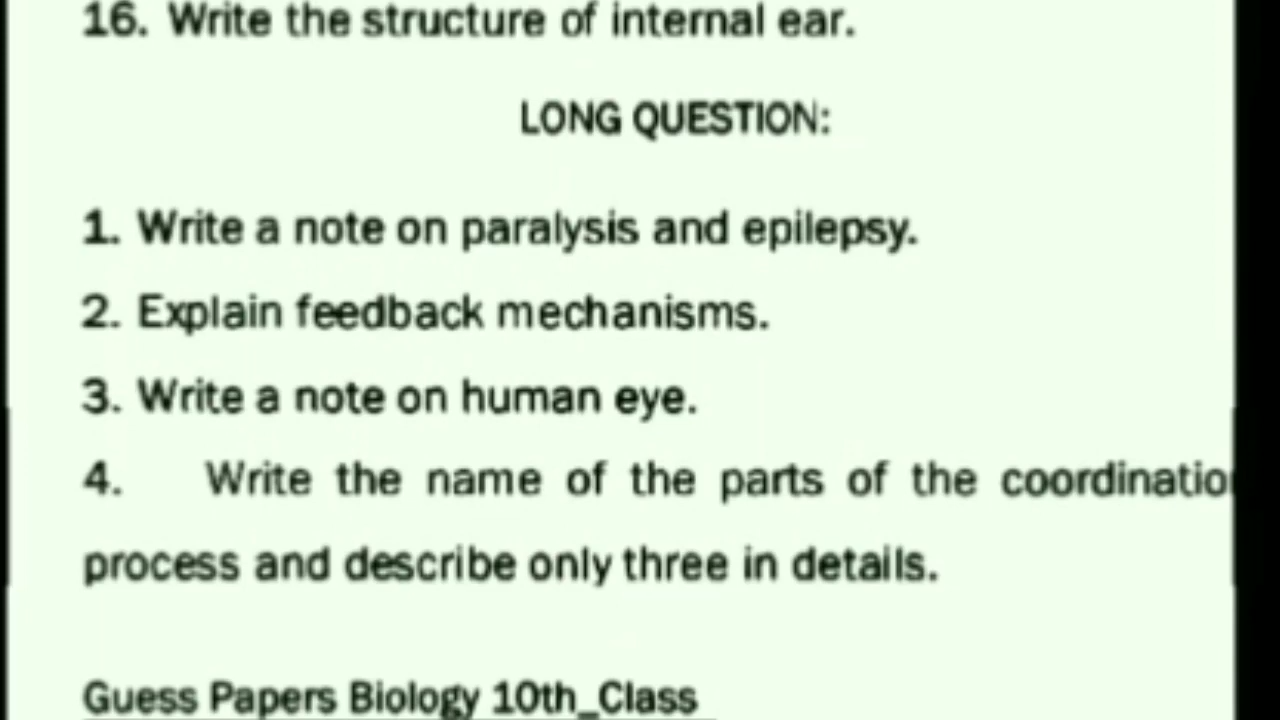 16. Write the structure of internal ear.
LONG QUESTION:
1. Write a note on paralysis and epilepsy.
2. Explain feedback mechanisms.
3. Write a note on human eye.
4. Write the name of the parts of the coordination
process and describe only three in details.
Guess Papers Biology 10th_Class